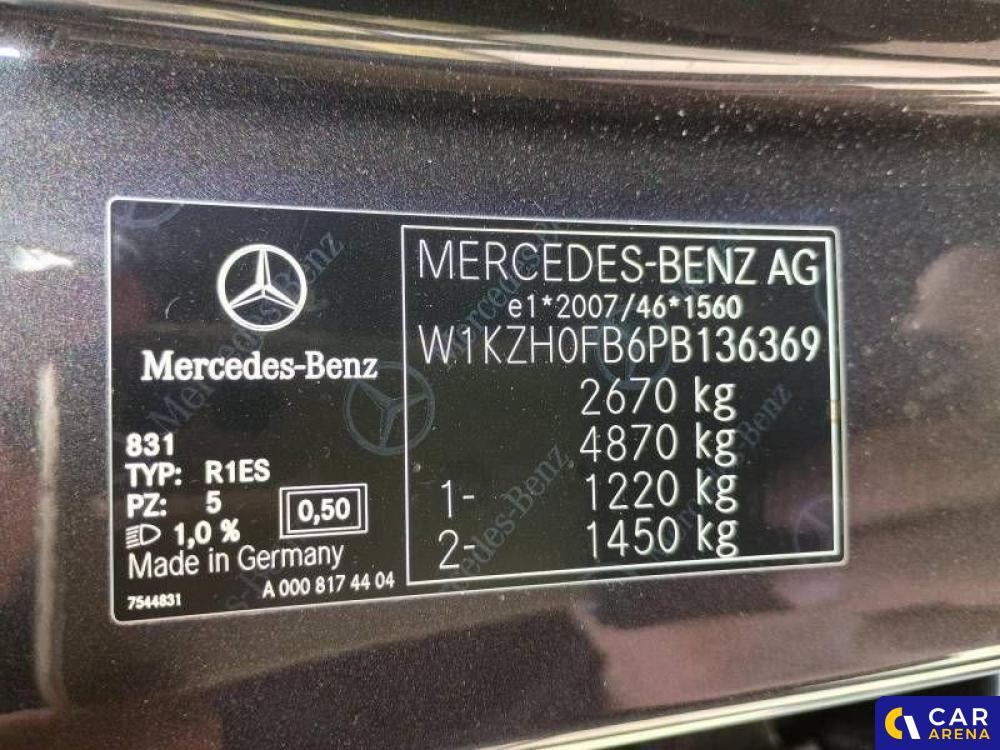 Mercedes-Benz
831
TYP: R1ES
PZ: 5
1,0 %
0,50
Made in Germany
7544831
A 000 817 44 04
MERCEDES-BENZ AG
e1*2007/46*1560
W1KZH0FB6PB136369
2670 kg
4870 kg
1- 1220 kg
2- 1450 kg
CAR
ARENA